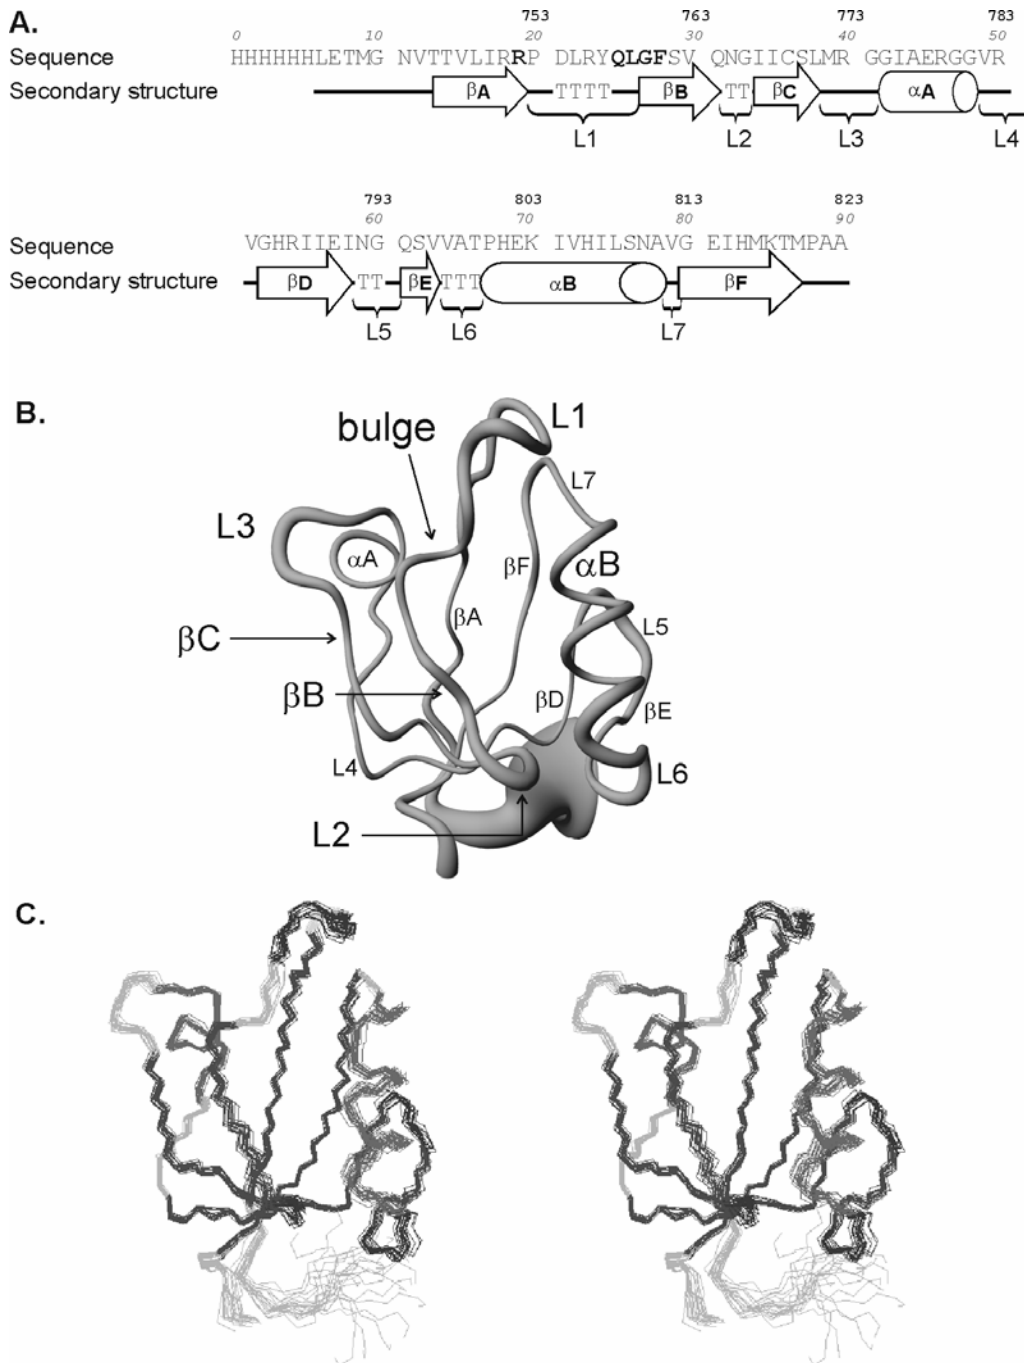 A.
753 763 773 783
0 10 20 30 40 50
Sequence HHHHHHLETMG NVTTVLIRRP DLRYQLGFSV QNGIICSLMR GGIAERGGVR
Secondary structure βA TTTT βB TT βC αA
L1 L2 L3 L4
793 803 813 823
60 70 80 90
Sequence VGHRIIEING QSVVATPHEK IVHILSNAVG EIHMKTMPAA
Secondary structure βD TT βE TTT αB βF
L5 L6 L7
B.
bulge L1
L7
L3
αA βF αB
βA
L5
βC
βB βD βE
L4 L6
L2
C.